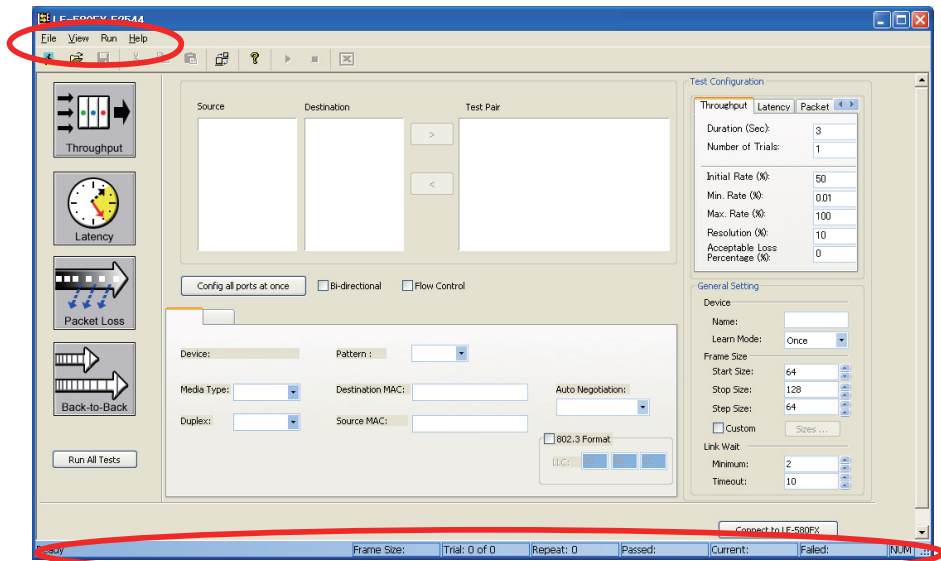 LE-580FX-E2544
File View Run Help
Throughput
Latency
Packet Loss
Back-to-Back
Run All Tests
Source Destination Test Pair
>
<
Config all ports at once Bi-directional Flow Control
Device: Pattern :
Media Type: Destination MAC: Auto Negotiation:
Duplex: Source MAC:
802.3 Format
LLC:
Test Configuration
Throughput Latency Packet
Duration (Sec): 3
Number of Trials: 1
Initial Rate (%): 50
Min. Rate (%): 0.01
Max. Rate (%): 100
Resolution (%): 10
Acceptable Loss
Percentage (%): 0
General Setting
Device
Name:
Learn Mode: Once
Frame Size
Start Size: 64
Stop Size: 128
Step Size: 64
Custom Sizes ...
Link Wait
Minimum: 2
Timeout: 10
Connect to LE-580FX
Ready Frame Size: Trial: 0 of 0 Repeat: 0 Passed: Current: Failed: NUM